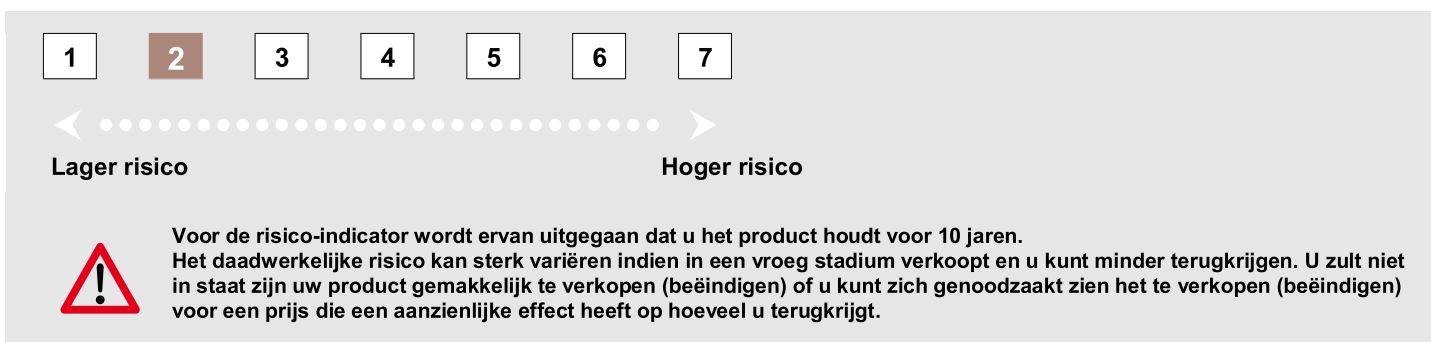 1 2 3 4 5 6 7
Lager risico Hoger risico
Voor de risico-indicator wordt ervan uitgegaan dat u het product houdt voor 10 jaren.
Het daadwerkelijke risico kan sterk variëren indien in een vroeg stadium verkoopt en u kunt minder terugkrijgen. U zult niet
in staat zijn uw product gemakkelijk te verkopen (beëindigen) of u kunt zich genoodzaakt zien het te verkopen (beëindigen)
voor een prijs die een aanzienlijke effect heeft op hoeveel u terugkrijgt.